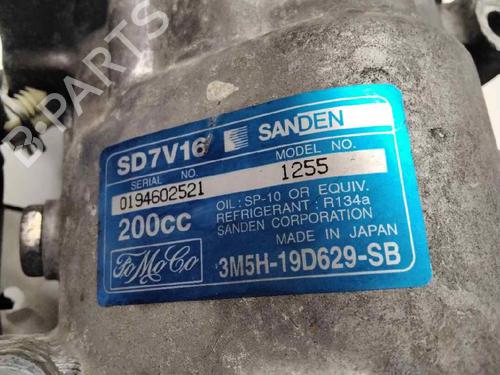 B-PARTS
SD7V16 SANDEN
SERIAL NO. MODEL NO.
0194602521 1255
200CC OIL: SP-10 OR EQUIV.
REFRIGERANT : R134a
SANDEN CORPORATION
MADE IN JAPAN
FoMoCo 3M5H-19D629-SB